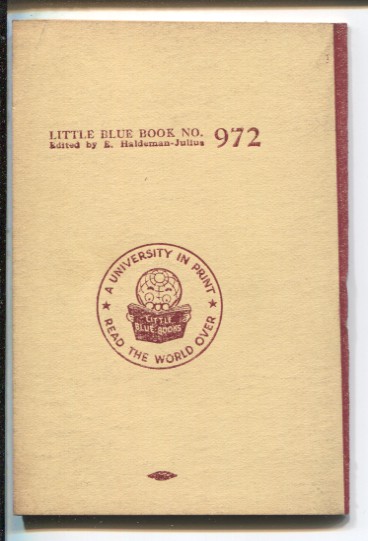 LITTLE BLUE BOOK NO. 972
Edited by E. Haldeman-Julius
A UNIVERSITY IN PRINT
LITTLE
BLUE BOOKS
READ THE WORLD OVER